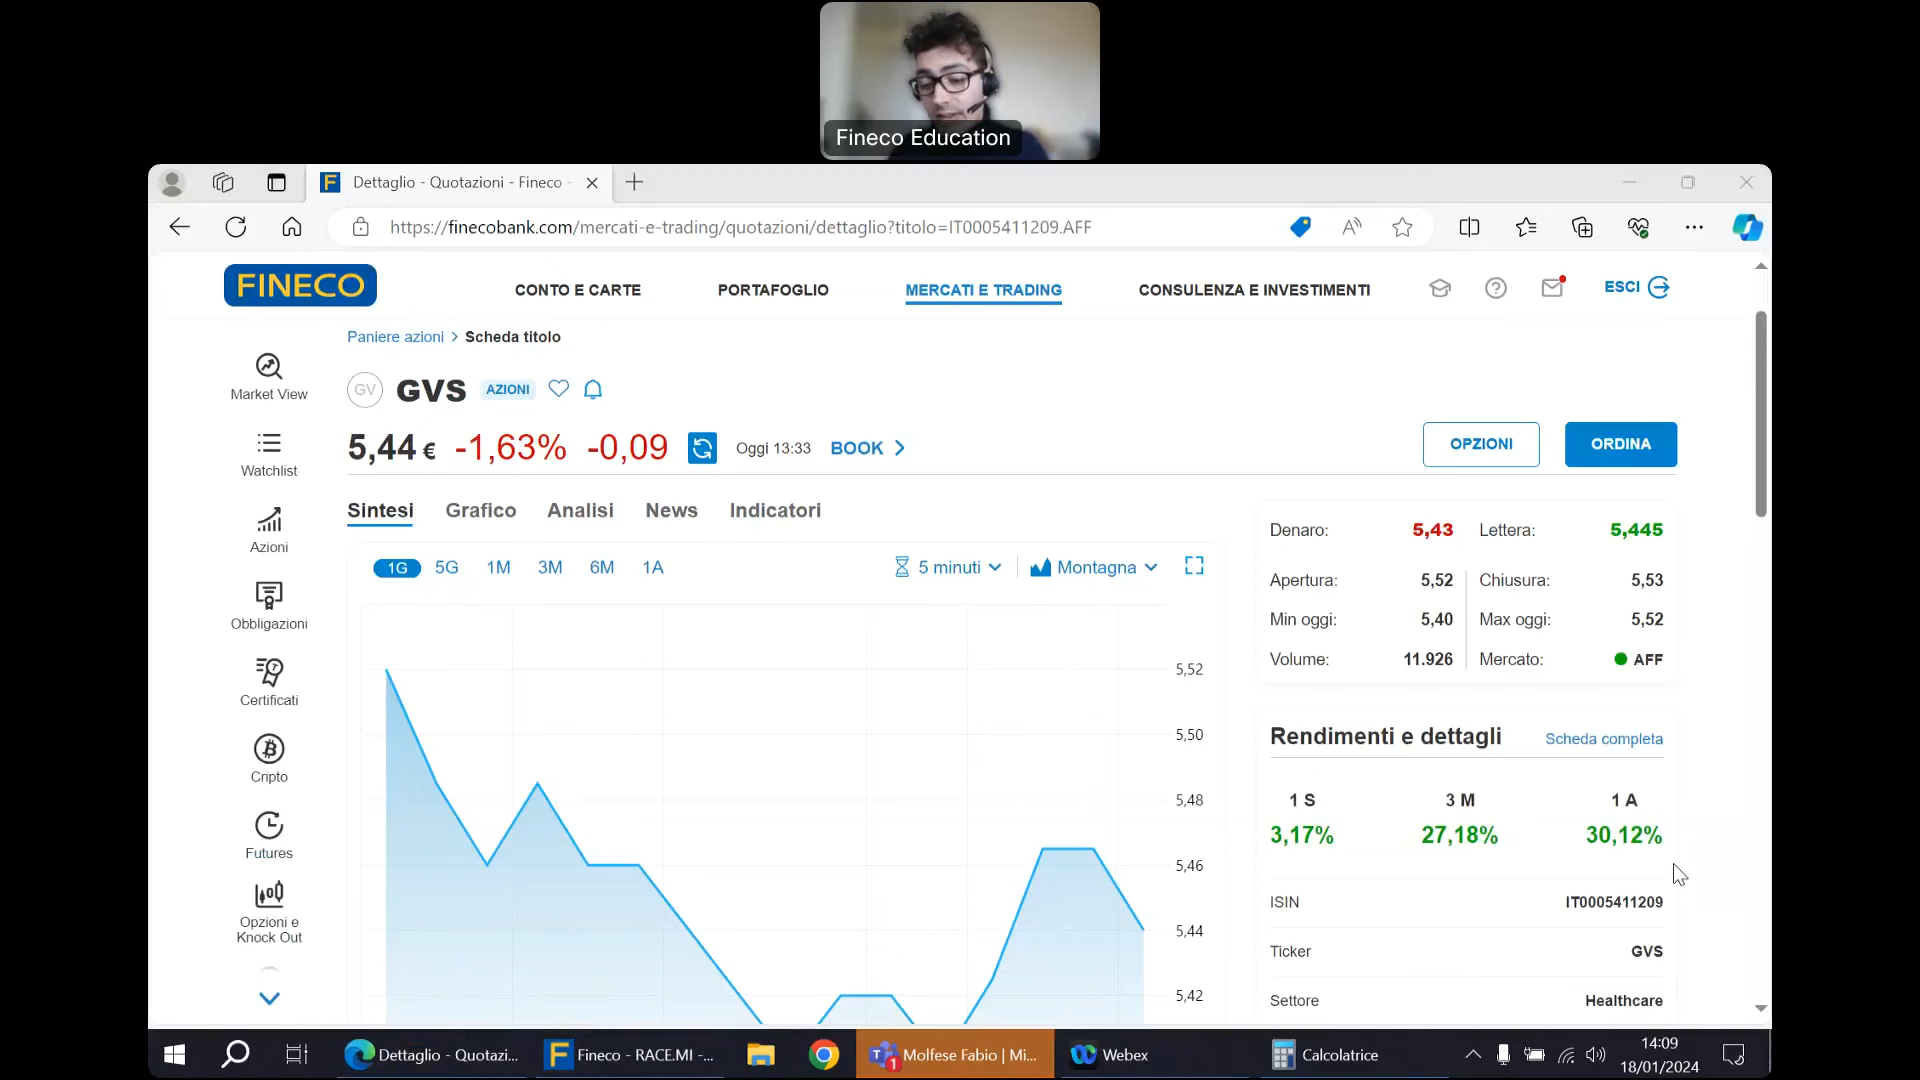 Fineco Education
Dettaglio - Quotazioni - Fineco -
https://finecobank.com/mercati-e-trading/quotazioni/dettaglio?titolo=IT0005411209.AFF
FINECO
CONTO E CARTE
PORTAFOGLIO
MERCATI E TRADING
CONSULENZA E INVESTIMENTI
ESCI
Paniere azioni > Scheda titolo
Market View
Watchlist
Azioni
Obbligazioni
Certificati
Cripto
Futures
Opzioni e
Knock Out
GV GVS AZIONI
5,44 € -1,63% -0,09 Oggi 13:33 BOOK
OPZIONI
ORDINA
Sintesi Grafico Analisi News Indicatori
1G 5G 1M 3M 6M 1A 5 minuti Montagna
5,52
5,50
5,48
5,46
5,44
5,42
Denaro: 5,43 Lettera: 5,445
Apertura: 5,52 Chiusura: 5,53
Min oggi: 5,40 Max oggi: 5,52
Volume: 11.926 Mercato: AFF
Rendimenti e dettagli Scheda completa
1 S 3 M 1 A
3,17% 27,18% 30,12%
ISIN IT0005411209
Ticker GVS
Settore Healthcare
Dettaglio - Quotazi...
Fineco - RACE.MI -...
1 Molfese Fabio | Mi...
Webex
Calcolatrice
14:09
18/01/2024